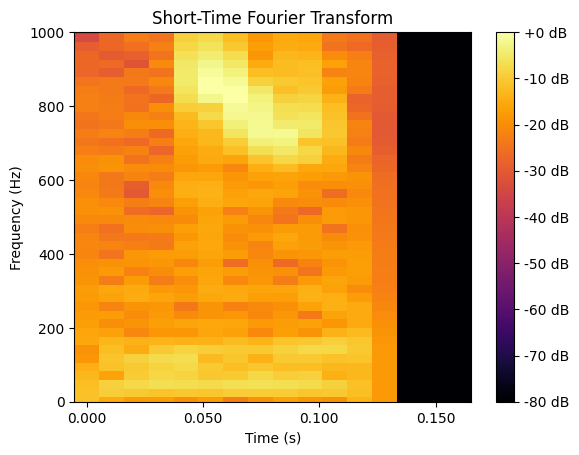 Short-Time Fourier Transform
1000
800
600
400
200
0
Frequency (Hz)
0.000
0.050
0.100
0.150
Time (s)
+0 dB
-10 dB
-20 dB
-30 dB
-40 dB
-50 dB
-60 dB
-70 dB
-80 dB